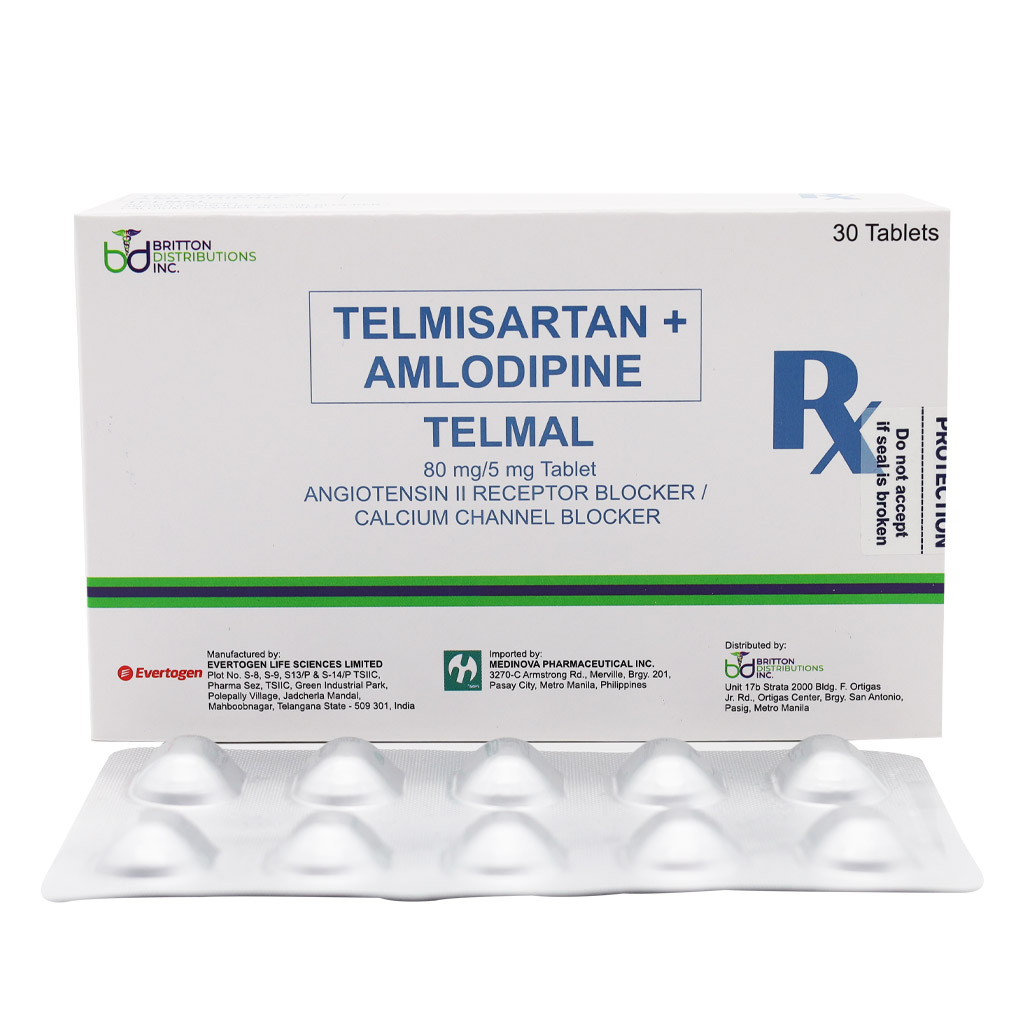 BRITTON
DISTRIBUTIONS
INC.
30 Tablets
TELMISARTAN +
AMLODIPINE
TELMAL
80 mg/5 mg Tablet
ANGIOTENSIN II RECEPTOR BLOCKER /
CALCIUM CHANNEL BLOCKER
Rx
Do not accept
if seal is broken
PROTECTION
Evertogen
Manufactured by:
EVERTOGEN LIFE SCIENCES LIMITED
Plot No. S-8, S-9, S13/P & S-14/P TSIIC,
Pharma Sez, TSIIC, Green Industrial Park,
Polepally Village, Jadcherla Mandal,
Mahboobnagar, Telangana State - 509 301, India
Imported by:
MEDINOVA PHARMACEUTICAL INC.
3270-C Armstrong Rd., Merville, Brgy. 201,
Pasay City, Metro Manila, Philippines
Distributed by:
BRITTON
DISTRIBUTIONS
INC.
Unit 17b Strata 2000 Bldg. F. Ortigas
Jr. Rd., Ortigas Center, Brgy. San Antonio,
Pasig, Metro Manila